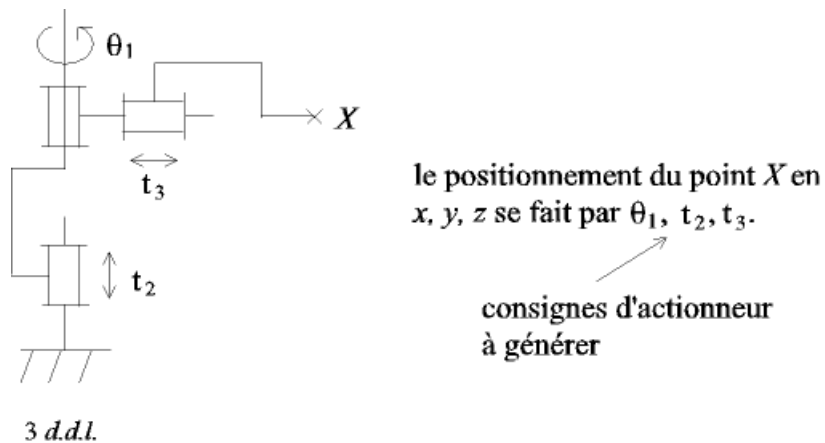 θ₁
X
t₃
t₂
3 d.d.l.
le positionnement du point X en
x, y, z se fait par θ₁, t₂, t₃.
consignes d'actionneur
à générer